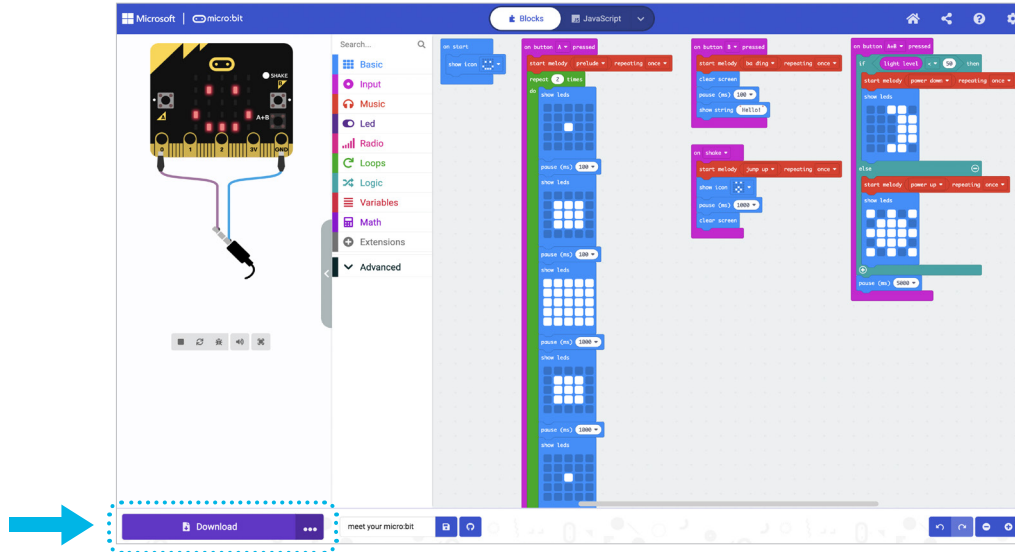 Microsoft | micro:bit
Blocks
JavaScript
SHAKE
A+B
0 1 2 3V GND
Search...
Basic
Input
Music
Led
Radio
Loops
Logic
Variables
Math
Extensions
Advanced
on start
show icon
on button A pressed
start melody prelude repeating once
repeat 2 times
do
show leds
pause (ms) 100
show leds
pause (ms) 100
show leds
pause (ms) 1000
show leds
pause (ms) 1000
show leds
on button B pressed
start melody ba ding repeating once
clear screen
pause (ms) 100
show string Hello!
on shake
start melody jump up repeating once
show icon
pause (ms) 1000
clear screen
on button A+B pressed
if light level < 50 then
start melody power down repeating once
show leds
else
start melody power up repeating once
show leds
pause (ms) 5000
Download
meet your micro:bit